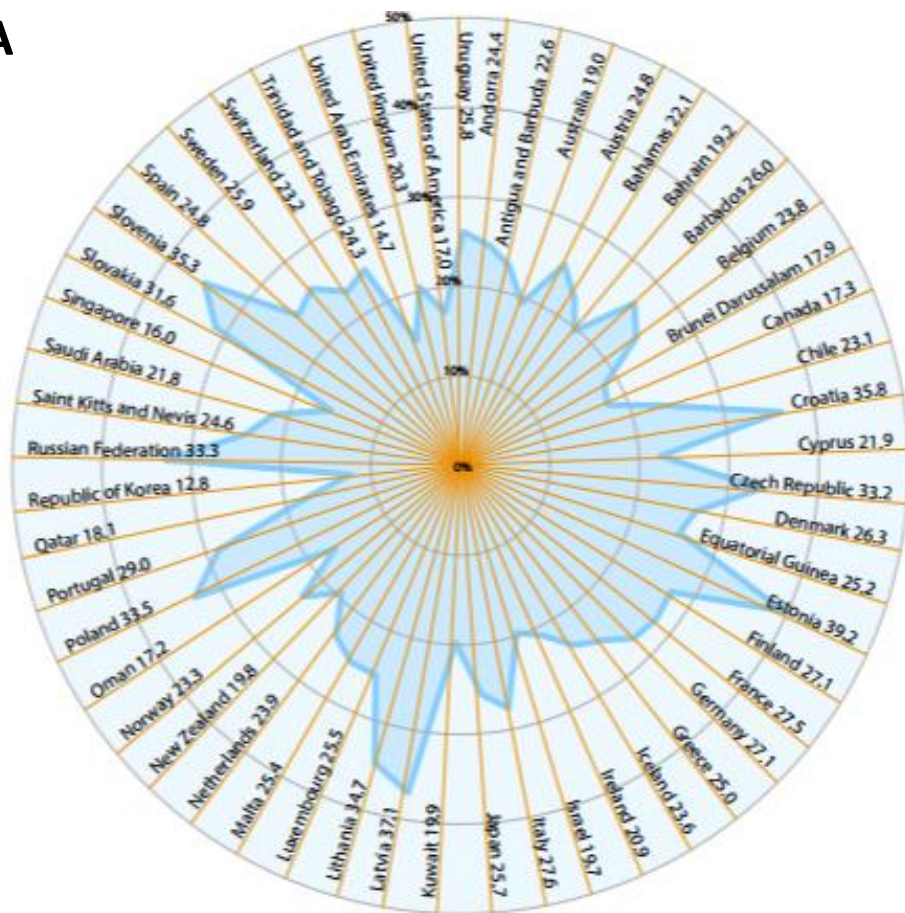 A
50%
40%
30%
20%
10%
0%
Uruguay 25.8
Andorra 24.4
Antigua and Barbuda 22.6
Australia 19.0
Austria 24.8
Bahamas 22.1
Bahrain 19.2
Barbados 26.0
Belgium 23.8
Brunei Darussalam 17.9
Canada 17.3
Chile 23.1
Croatia 35.8
Cyprus 21.9
Czech Republic 33.2
Denmark 26.3
Equatorial Guinea 25.2
Estonia 39.2
Finland 27.1
France 27.5
Germany 27.1
Greece 25.0
Iceland 23.6
Ireland 20.9
Israel 19.7
Italy 27.6
Japan 25.7
Kuwait 19.9
Latvia 37.1
Lithania 34.7
Luxembourg 25.5
Malta 25.4
Netherlands 23.9
New Zealand 19.8
Norway 23.3
Oman 17.2
Poland 33.5
Portugal 29.0
Qatar 18.1
Republic of Korea 12.8
Russian Federation 33.3
Saint Kitts and Nevis 24.6
Saudi Arabia 21.8
Singapore 16.0
Slovakia 31.6
Slovenia 35.3
Spain 24.8
Sweden 25.9
Switzerland 23.2
Trinidad and Tobago 24.3
United Arab Emirates 14.7
United Kingdom 20.3
United States of America 17.0